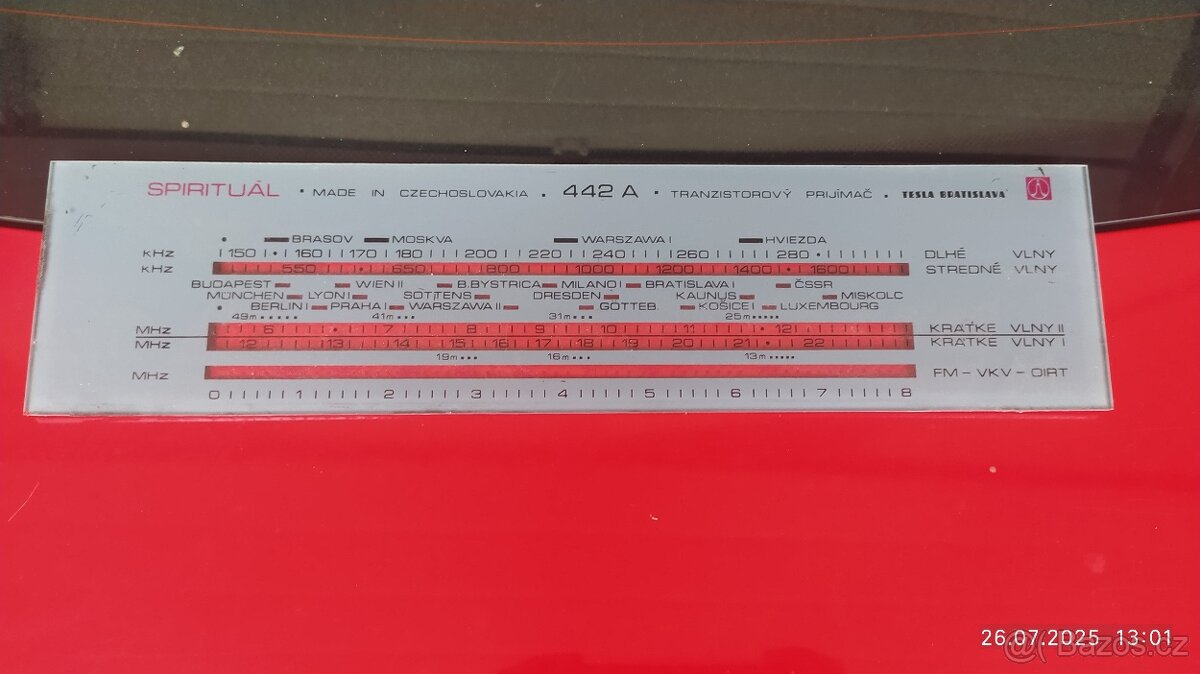 SPIRITUÁL • MADE IN CZECHOSLOVAKIA . 442 A • TRANZISTOROVÝ PRIJÍMAČ . TESLA BRATISLAVA
BRASOV MOSKVA WARSZAWA I HVIEZDA
kHz 150 160 170 180 200 220 240 260 280 DLHÉ VLNY
kHz 550 650 800 1000 1200 1400 1600 STREDNÉ VLNY
BUDAPEST WIEN II B.BYSTRICA MILANO I BRATISLAVA I ČSSR
MÜNCHEN LYON I SOTTENS DRESDEN KAUNUS MISKOLC
BERLIN I PRAHA I WARSZAWA II GÖTTEB. KOŠICE I LUXEMBOURG
49m 41m 31m 25m
MHz 6 7 8 9 10 11 12 KRÁTKE VLNY II
MHz 12 13 14 15 16 17 18 19 20 21 22 KRÁTKE VLNY I
19m 16m 13m
MHz FM - VKV - OIRT
0 1 2 3 4 5 6 7 8
26.07.2025 13:01
@ Bazos.cz